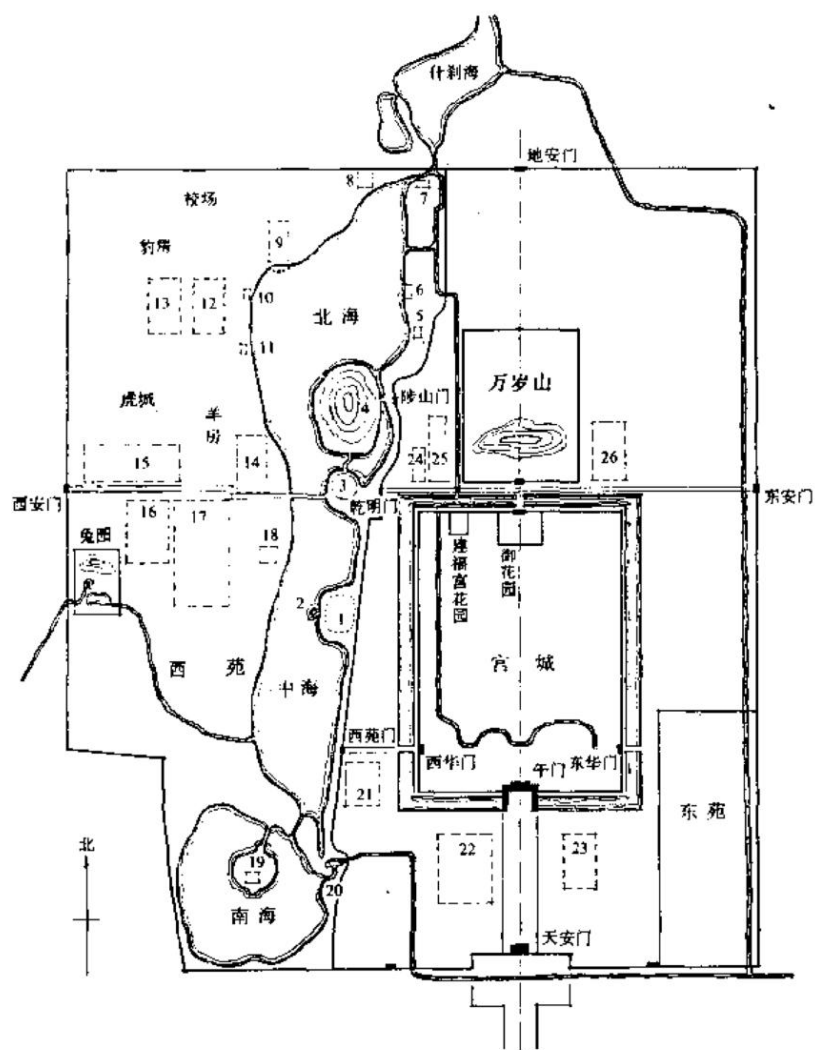 什刹海
地安门
8
7
校场
豹房
9
13
12
10
6
北海
5
11
万岁山
4
陟山门
虎城
羊房
15
14
24
25
26
3
西安门
乾明门
东安门
16
17
兔园
18
建福宫花园
御花园
2
1
宫城
西苑
中海
西苑门
西华门
午门
东华门
21
东苑
北
22
23
19
20
南海
天安门